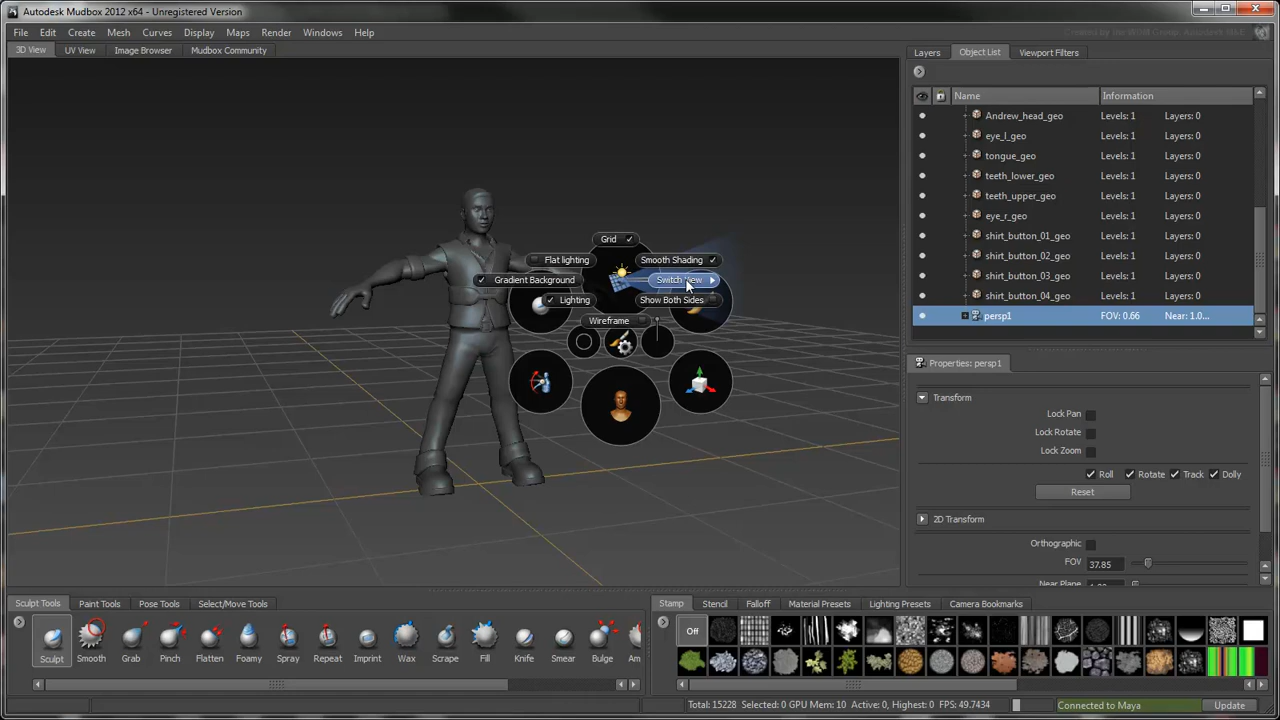 Autodesk Mudbox 2012 x64 - Unregistered Version
File Edit Create Mesh Curves Display Maps Render Windows Help
3D View UV View Image Browser Mudbox Community
Layers Object List Viewport Filters
Name Information
Andrew_head_geo Levels: 1 Layers: 0
eye_l_geo Levels: 1 Layers: 0
tongue_geo Levels: 1 Layers: 0
teeth_lower_geo Levels: 1 Layers: 0
teeth_upper_geo Levels: 1 Layers: 0
eye_r_geo Levels: 1 Layers: 0
shirt_button_01_geo Levels: 1 Layers: 0
shirt_button_02_geo Levels: 1 Layers: 0
shirt_button_03_geo Levels: 1 Layers: 0
shirt_button_04_geo Levels: 1 Layers: 0
persp1 FOV: 0.66 Near: 1.0...
Grid
Flat lighting Smooth Shading
Gradient Background Switch View
Lighting Show Both Sides
Wireframe
Properties: persp1
Transform
Lock Pan
Lock Rotate
Lock Zoom
Roll Rotate Track Dolly
Reset
2D Transform
Orthographic
FOV 37.85
Sculpt Tools Paint Tools Pose Tools Select/Move Tools
Stamp Stencil Falloff Material Presets Lighting Presets Camera Bookmarks
Off
Sculpt Smooth Grab Pinch Flatten Foamy Spray Repeat Imprint Wax Scrape Fill Knife Smear Bulge Am
Total: 15228 Selected: 0 GPU Mem: 10 Active: 0, Highest: 0 FPS: 49.7434 Connected to Maya Update